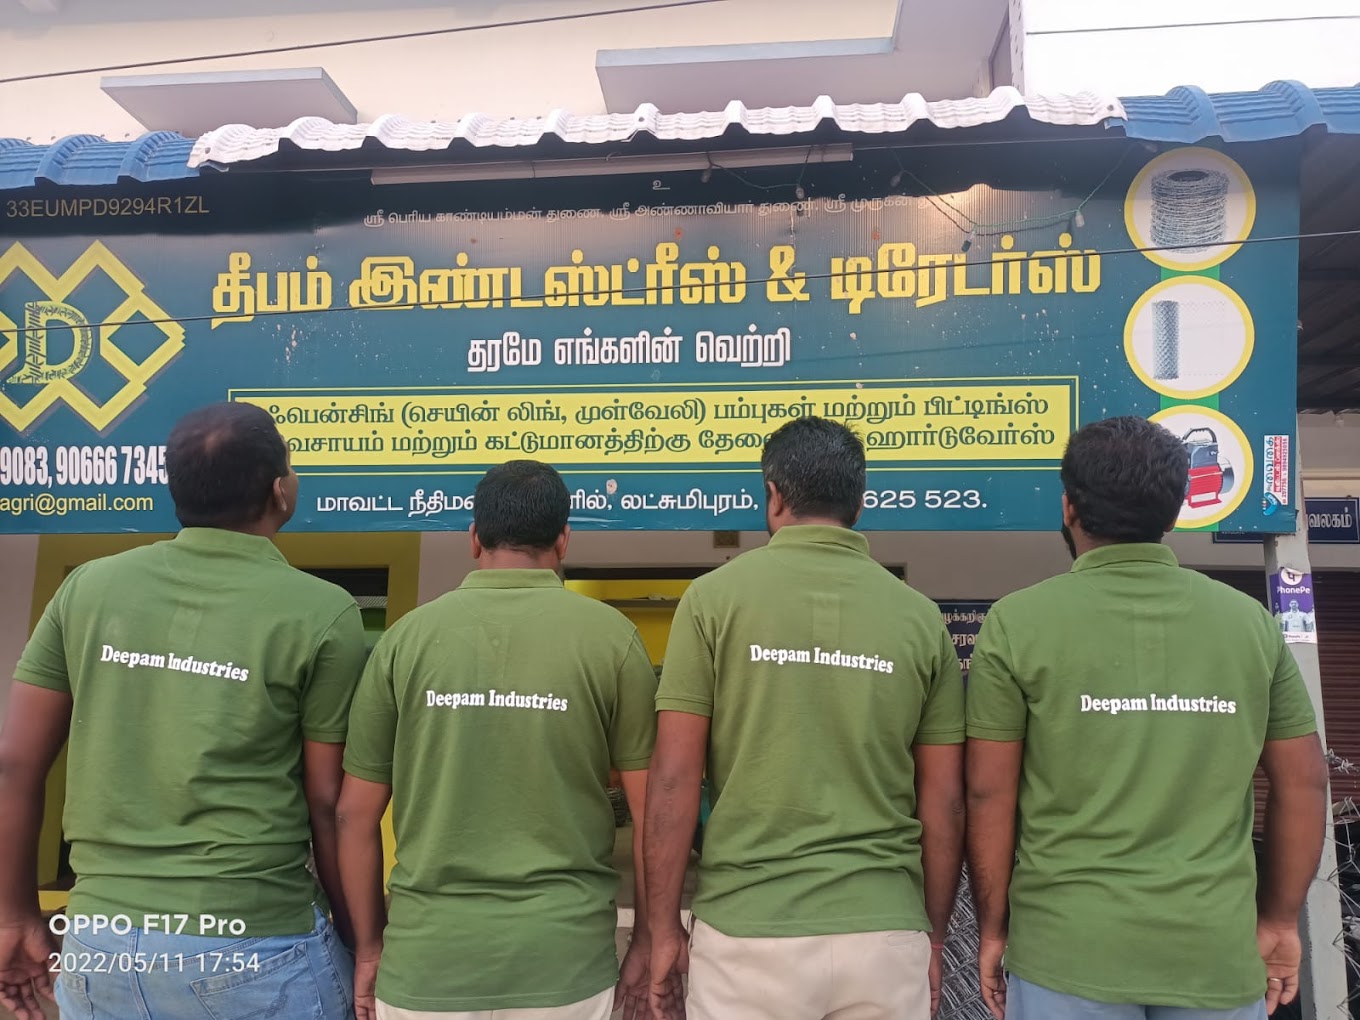 33EUMPD9294R1ZL
உ
ஸ்ரீ பெரிய காண்டியம்மன் துணை, ஸ்ரீ அண்ணாவியார் துணை, ஸ்ரீ முருகன்
தீபம் இண்டஸ்ட்ரீஸ் & டிரேடர்ஸ்
தரமே எங்களின் வெற்றி
D
ஃபென்சிங் (செயின் லிங், முள்வேலி) பம்புகள் மற்றும் பிட்டிங்ஸ்
மற்றும் கட்டுமானத்திற்கு ஹார்டுவேர்ஸ்
9083, 90666 7345
agri@gmail.com
மாவட்ட லட்சுமிபுரம், 625 523.
PhonePe
Deepam Industries
Deepam Industries
Deepam Industries
Deepam Industries
OPPO F17 Pro
2022/05/11 17:54